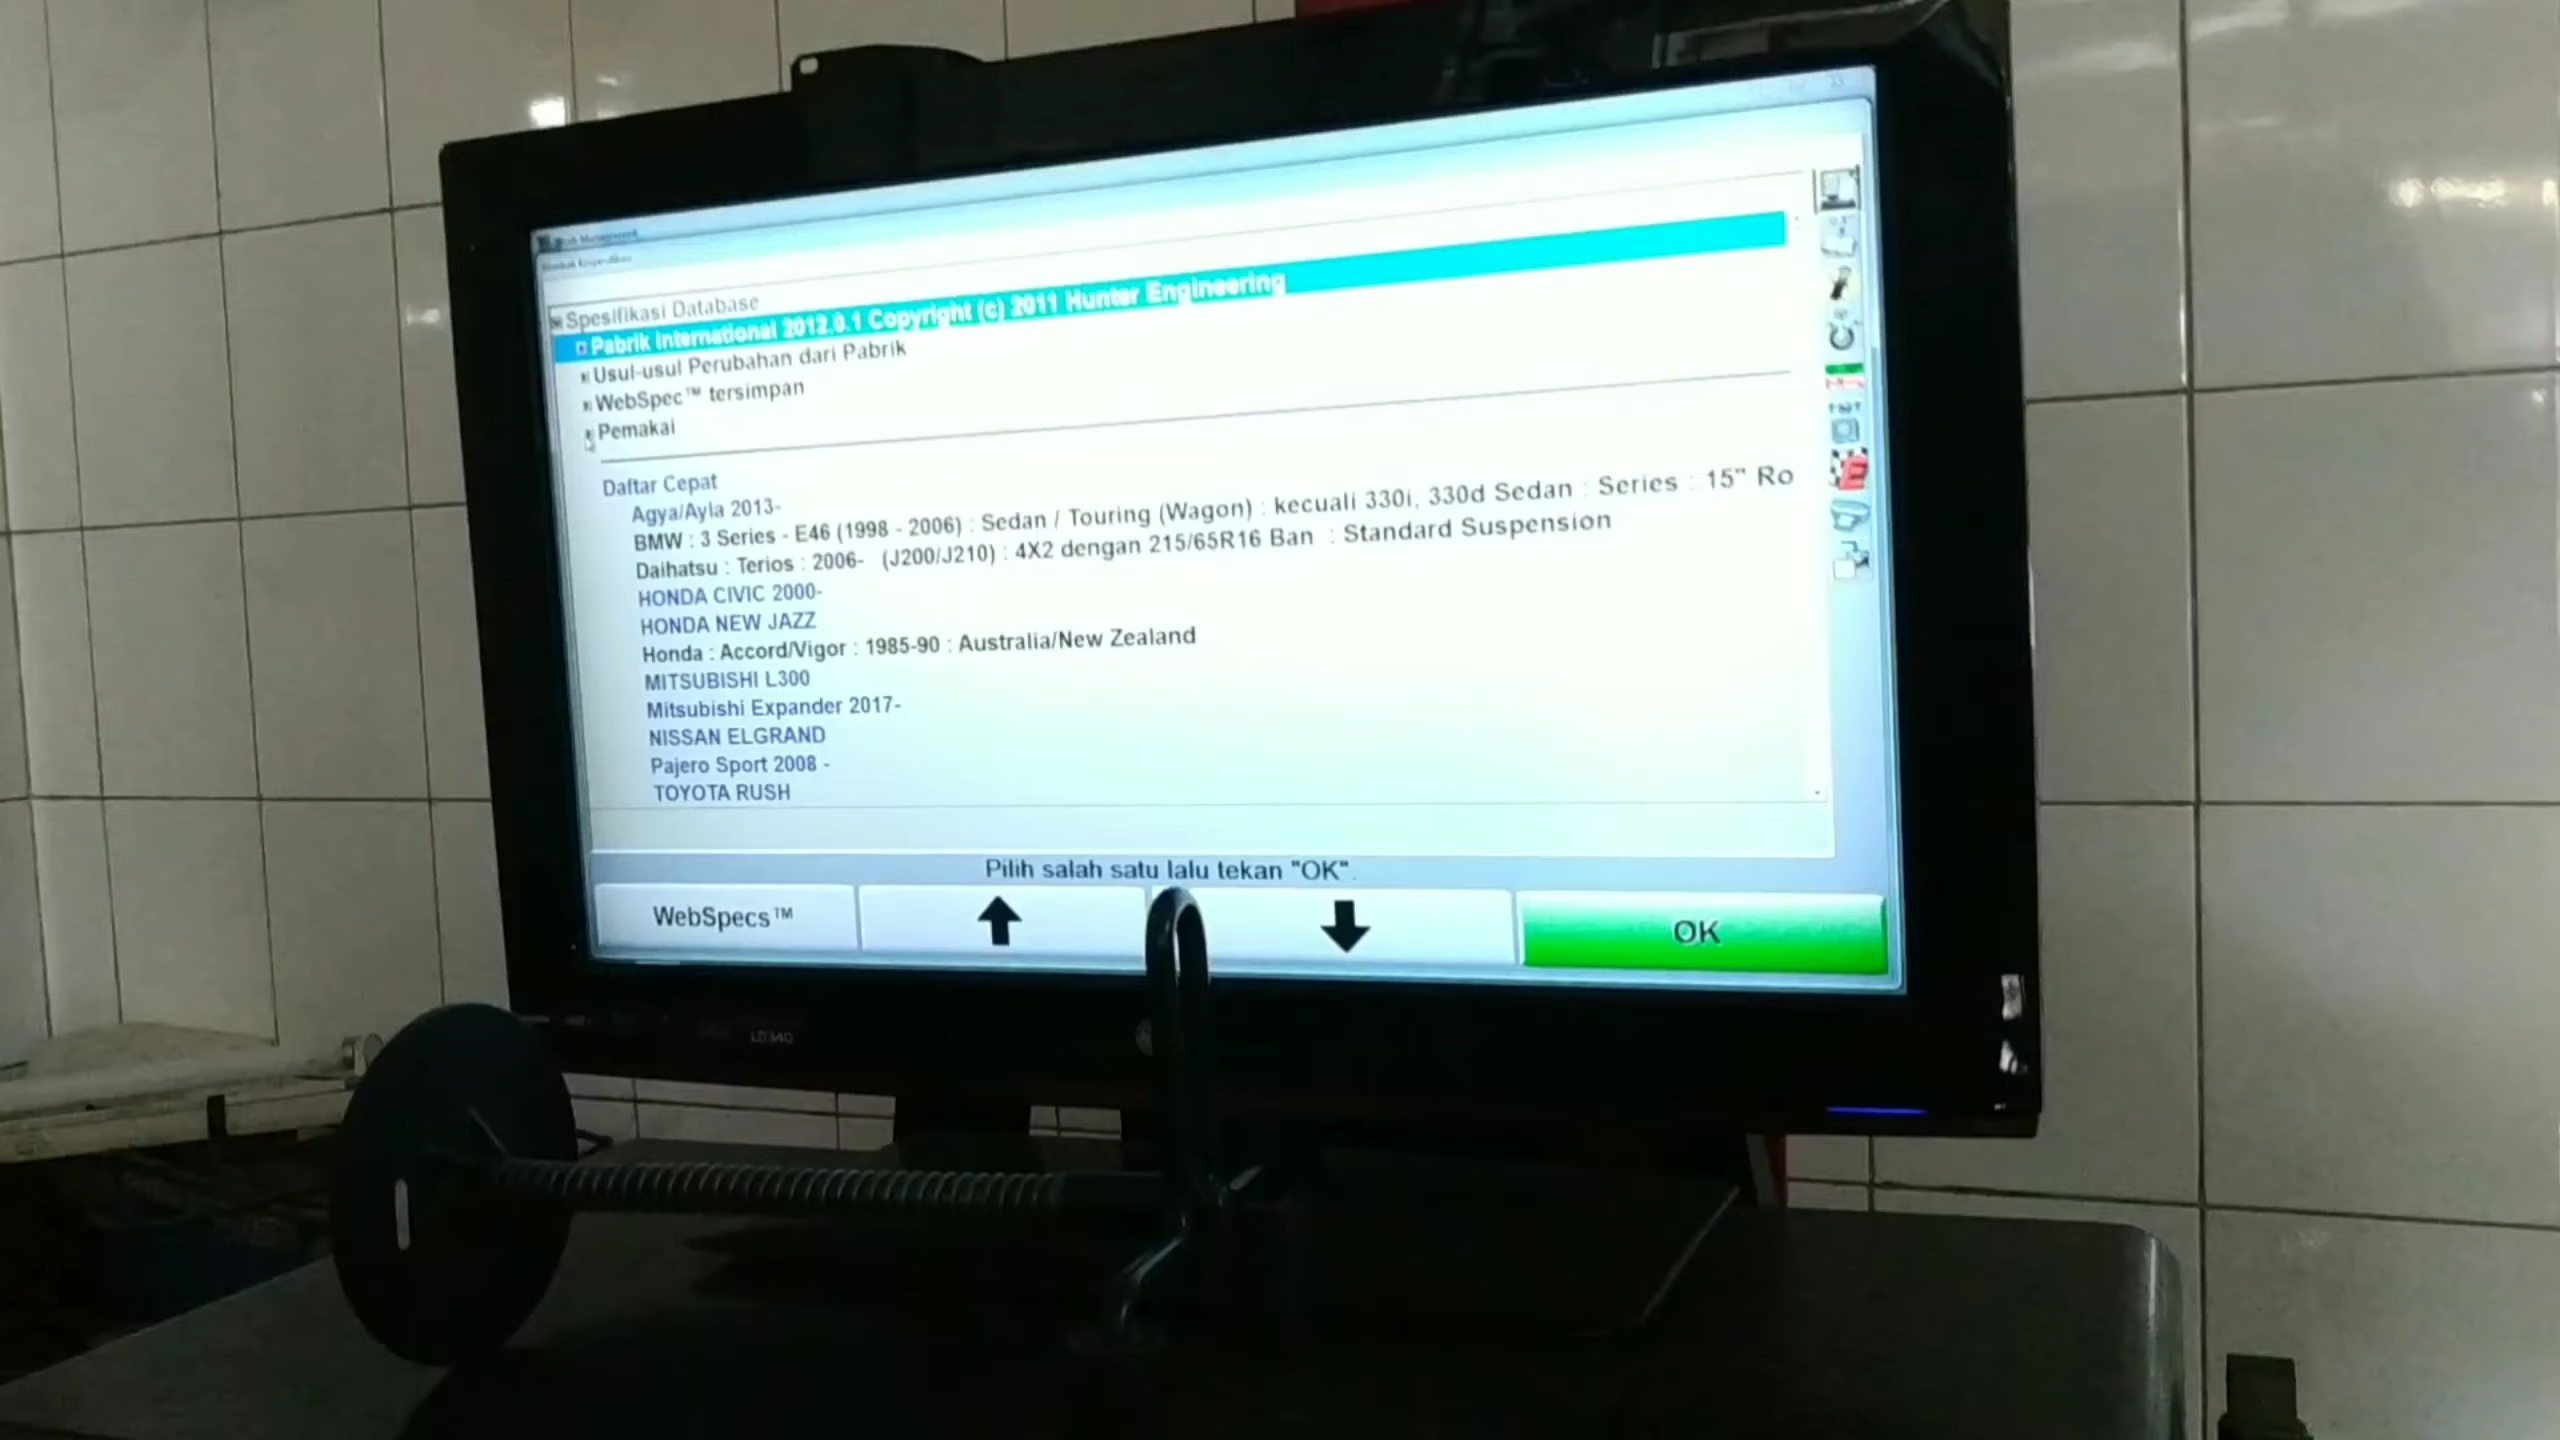 Spesifikasi Database
Pabrik International 2012.0.1 Copyright (c) 2011 Hunter Engineering
Usul-usul Perubahan dari Pabrik
WebSpec™ tersimpan
Pemakai
Daftar Cepat
Agya/Ayla 2013-
BMW : 3 Series - E46 (1998 - 2006) : Sedan / Touring (Wagon) : kecuali 330i, 330d Sedan : Series : 15" Ro
Daihatsu : Terios : 2006- (J200/J210) : 4X2 dengan 215/65R16 Ban : Standard Suspension
HONDA CIVIC 2000-
HONDA NEW JAZZ
Honda : Accord/Vigor : 1985-90 : Australia/New Zealand
MITSUBISHI L300
Mitsubishi Expander 2017-
NISSAN ELGRAND
Pajero Sport 2008 -
TOYOTA RUSH
Pilih salah satu lalu tekan "OK".
WebSpecs™
OK